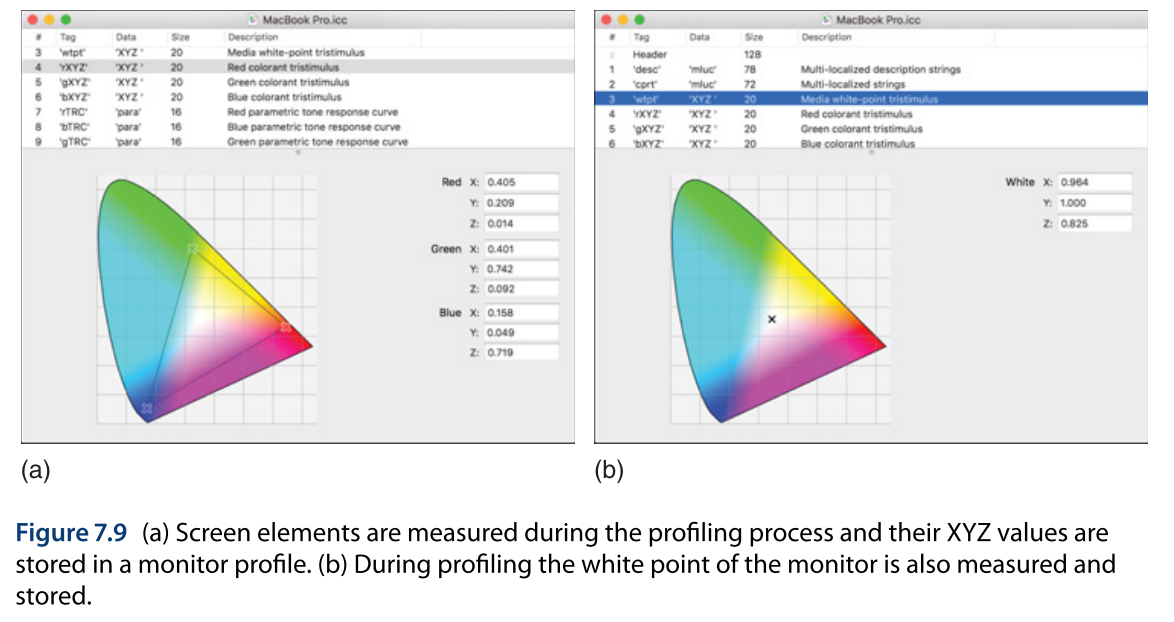 MacBook Pro.icc
# Tag Data Size Description
3 'wtpt' 'XYZ ' 20 Media white-point tristimulus
4 'rXYZ' 'XYZ ' 20 Red colorant tristimulus
5 'gXYZ' 'XYZ ' 20 Green colorant tristimulus
6 'bXYZ' 'XYZ ' 20 Blue colorant tristimulus
7 'rTRC' 'para' 16 Red parametric tone response curve
8 'bTRC' 'para' 16 Blue parametric tone response curve
9 'gTRC' 'para' 16 Green parametric tone response curve
Red X: 0.405
Y: 0.209
Z: 0.014
Green X: 0.401
Y: 0.742
Z: 0.092
Blue X: 0.158
Y: 0.049
Z: 0.719
(a)
MacBook Pro.icc
# Tag Data Size Description
Header 128
1 'desc' 'mluc' 78 Multi-localized description strings
2 'cprt' 'mluc' 72 Multi-localized strings
3 'wtpt' 'XYZ ' 20 Media white-point tristimulus
4 'rXYZ' 'XYZ ' 20 Red colorant tristimulus
5 'gXYZ' 'XYZ ' 20 Green colorant tristimulus
6 'bXYZ' 'XYZ ' 20 Blue colorant tristimulus
White X: 0.964
Y: 1.000
Z: 0.825
(b)
Figure 7.9 (a) Screen elements are measured during the profiling process and their XYZ values are
stored in a monitor profile. (b) During profiling the white point of the monitor is also measured and
stored.